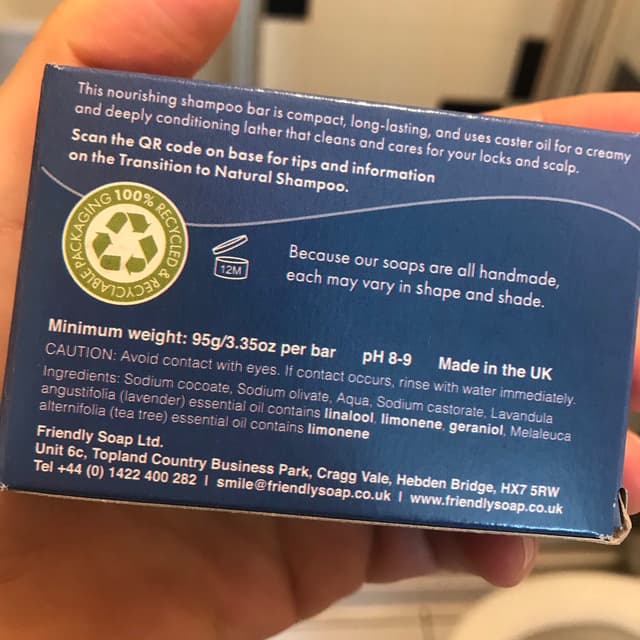 This nourishing shampoo bar is compact, long-lasting, and uses caster oil for a creamy
and deeply conditioning lather that cleans and cares for your locks and scalp.
Scan the QR code on base for tips and information
on the Transition to Natural Shampoo.
100% RECYCLED & RECYCLABLE PACKAGING
12M
Because our soaps are all handmade,
each may vary in shape and shade.
Minimum weight: 95g/3.35oz per bar pH 8-9 Made in the UK
CAUTION: Avoid contact with eyes. If contact occurs, rinse with water immediately.
Ingredients: Sodium cocoate, Sodium olivate, Aqua, Sodium castorate, Lavandula
angustifolia (lavender) essential oil contains linalool, limonene, geraniol, Melaleuca
alternifolia (tea tree) essential oil contains limonene
Friendly Soap Ltd.
Unit 6c, Topland Country Business Park, Cragg Vale, Hebden Bridge, HX7 5RW
Tel +44 (0) 1422 400 282 | smile@friendlysoap.co.uk | www.friendlysoap.co.uk